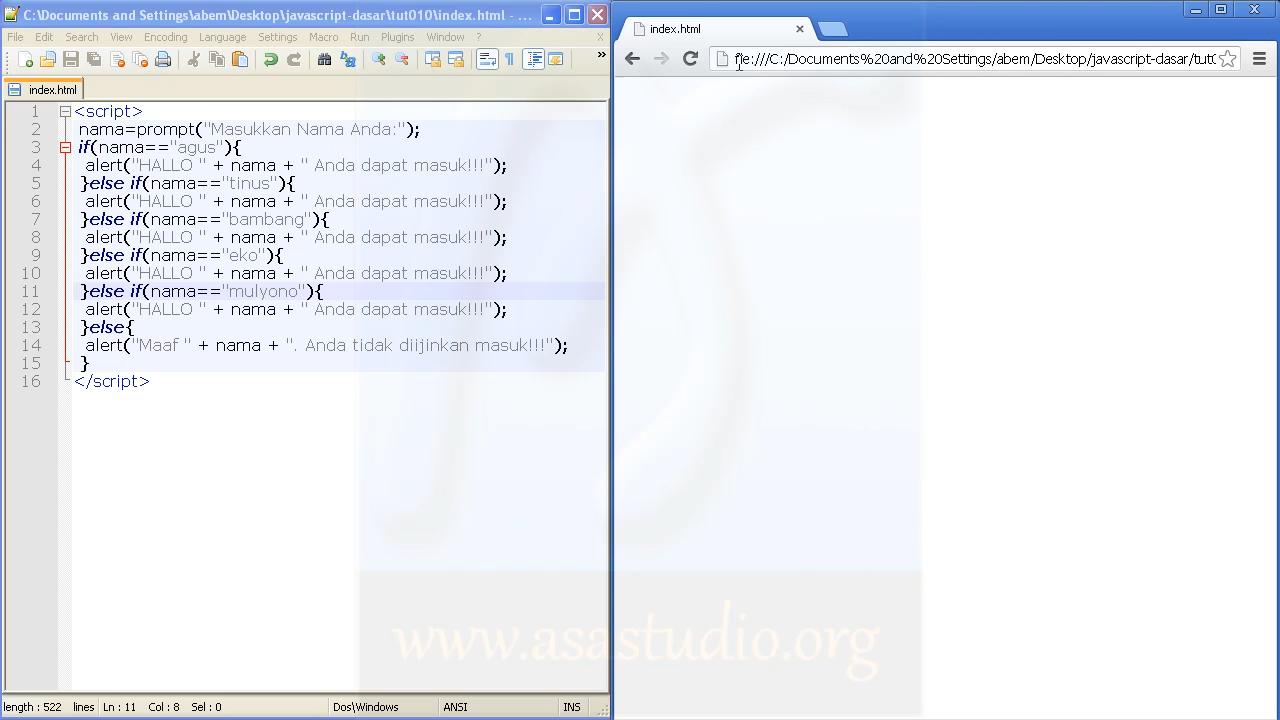 C:\Documents and Settings\abem\Desktop\javascript-dasar\tut010\index.html - ...
File Edit Search View Encoding Language Settings Macro Run Plugins Window ? X
»
index.html
1 <script>
2 nama=prompt("Masukkan Nama Anda:");
3 if(nama=="agus"){
4 alert("HALLO " + nama + " Anda dapat masuk!!!");
5 }else if(nama=="tinus"){
6 alert("HALLO " + nama + " Anda dapat masuk!!!");
7 }else if(nama=="bambang"){
8 alert("HALLO " + nama + " Anda dapat masuk!!!");
9 }else if(nama=="eko"){
10 alert("HALLO " + nama + " Anda dapat masuk!!!");
11 }else if(nama=="mulyono"){
12 alert("HALLO " + nama + " Anda dapat masuk!!!");
13 }else{
14 alert("Maaf " + nama + ". Anda tidak diijinkan masuk!!!");
15 }
16 </script>
length : 522 lines Ln : 11 Col : 8 Sel : 0 Dos\Windows ANSI INS
index.html
file:///C:/Documents%20and%20Settings/abem/Desktop/javascript-dasar/tut0
www.asastudio.org